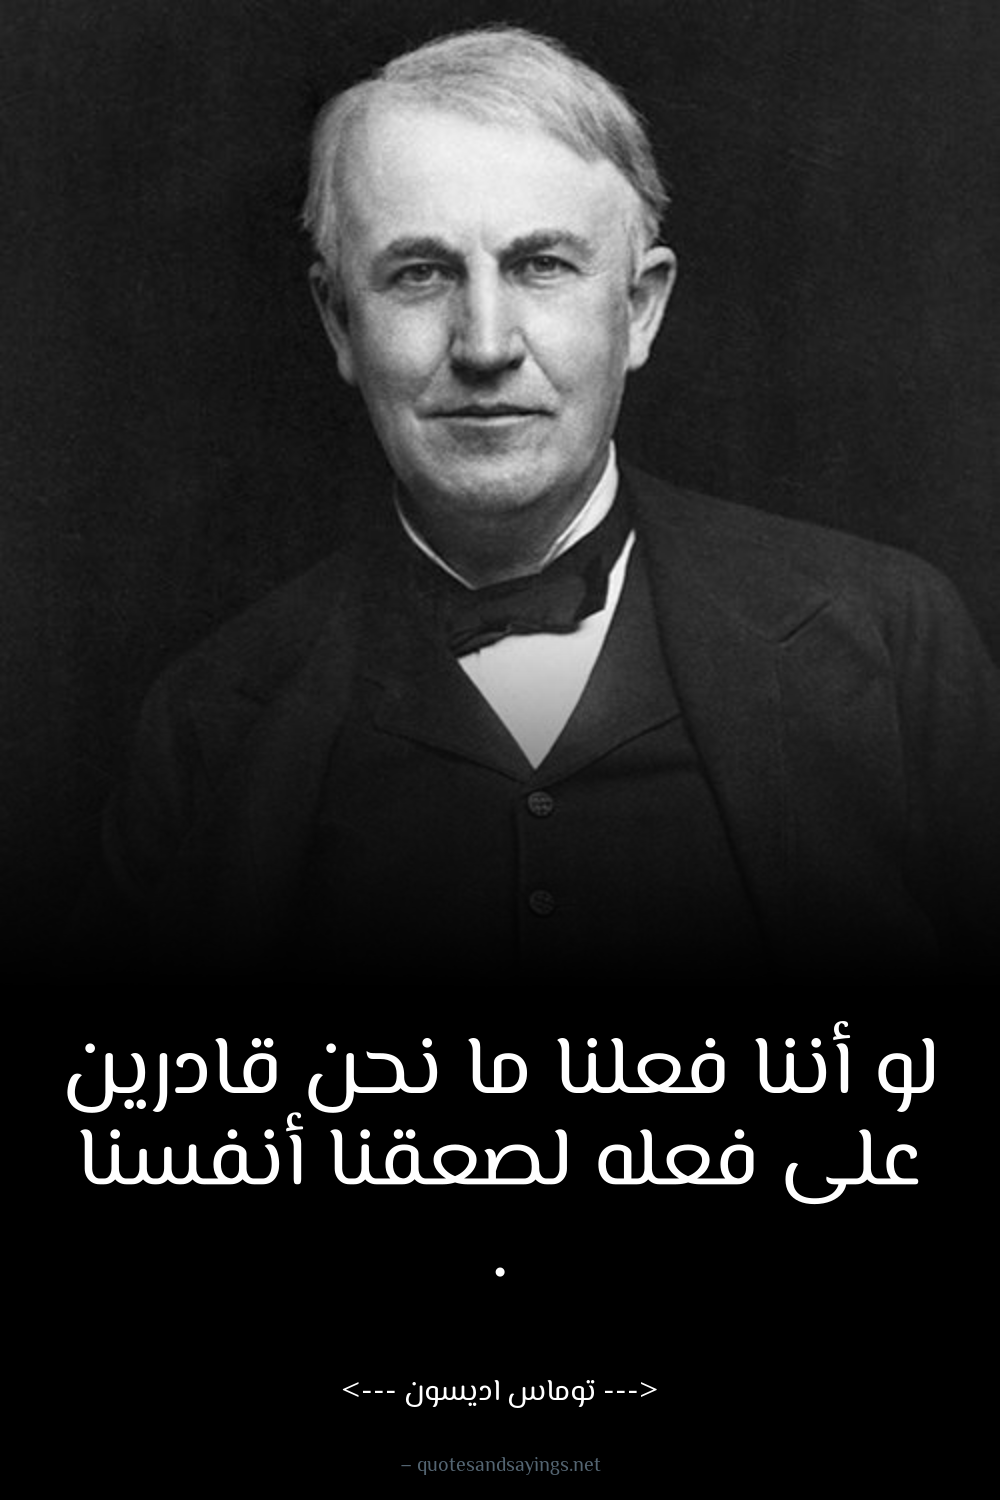 لو أننا فعلنا ما نحن قادرين
على فعله لصعقنا أنفسنا
.
<--- توماس اديسون --->
– quotesandsayings.net